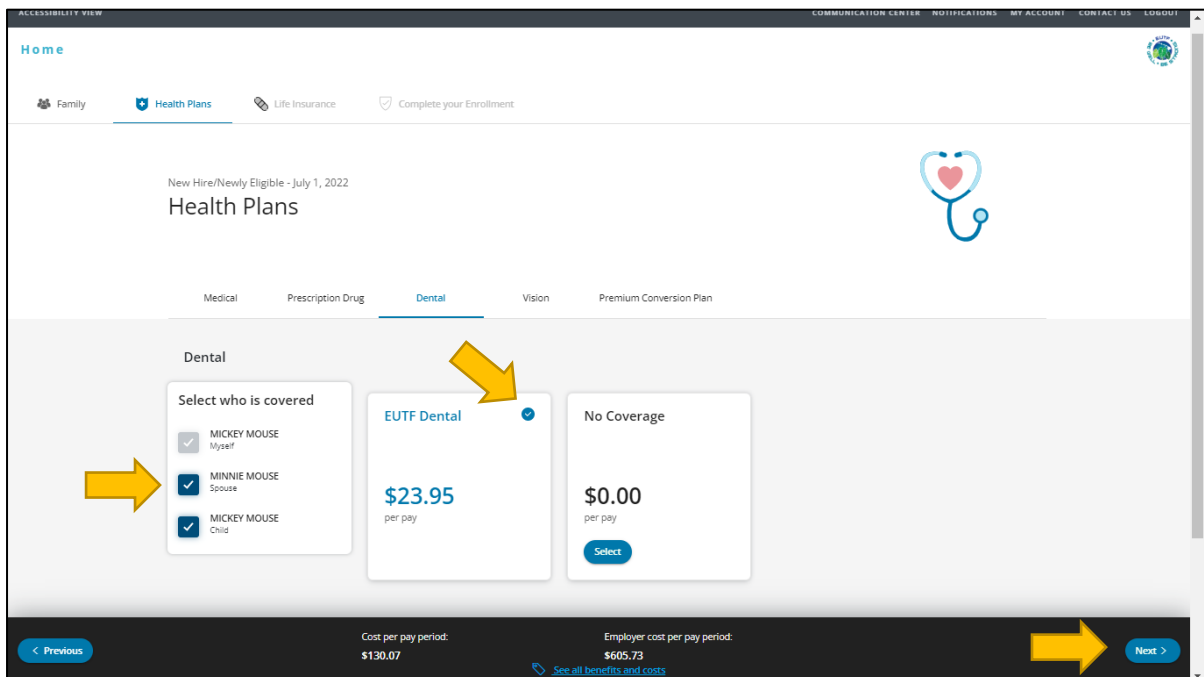 ACCESSIBILITY VIEW
COMMUNICATION CENTER NOTIFICATIONS MY ACCOUNT CONTACT US LOGOUT
Home
Family Health Plans Life Insurance Complete your Enrollment
New Hire/Newly Eligible - July 1, 2022
Health Plans
Medical Prescription Drug Dental Vision Premium Conversion Plan
Dental
Select who is covered
MICKEY MOUSE
Myself
MINNIE MOUSE
Spouse
MICKEY MOUSE
Child
EUTF Dental
$23.95
per pay
No Coverage
$0.00
per pay
Select
< Previous
Cost per pay period:
$130.07
Employer cost per pay period:
$605.73
See all benefits and costs
Next >